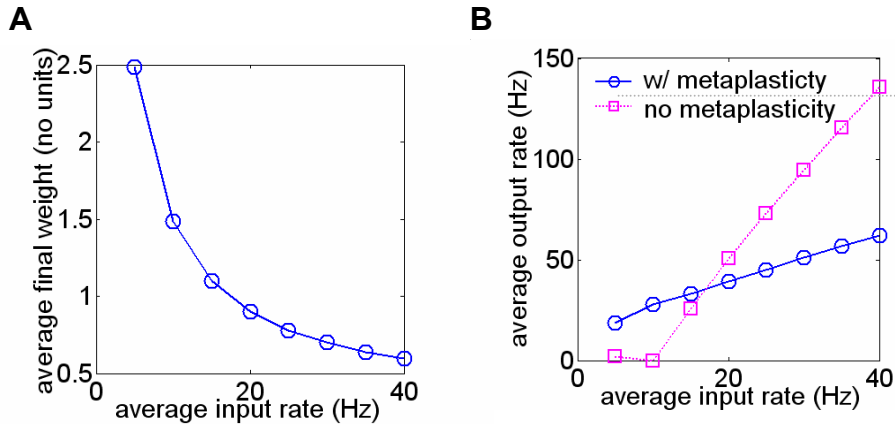 A
B
average final weight (no units)
2.5
2
1.5
1
0.5
0
20
40
average input rate (Hz)
average output rate (Hz)
150
100
50
0
w/ metaplasticty
no metaplasticity
0
20
40
average input rate (Hz)